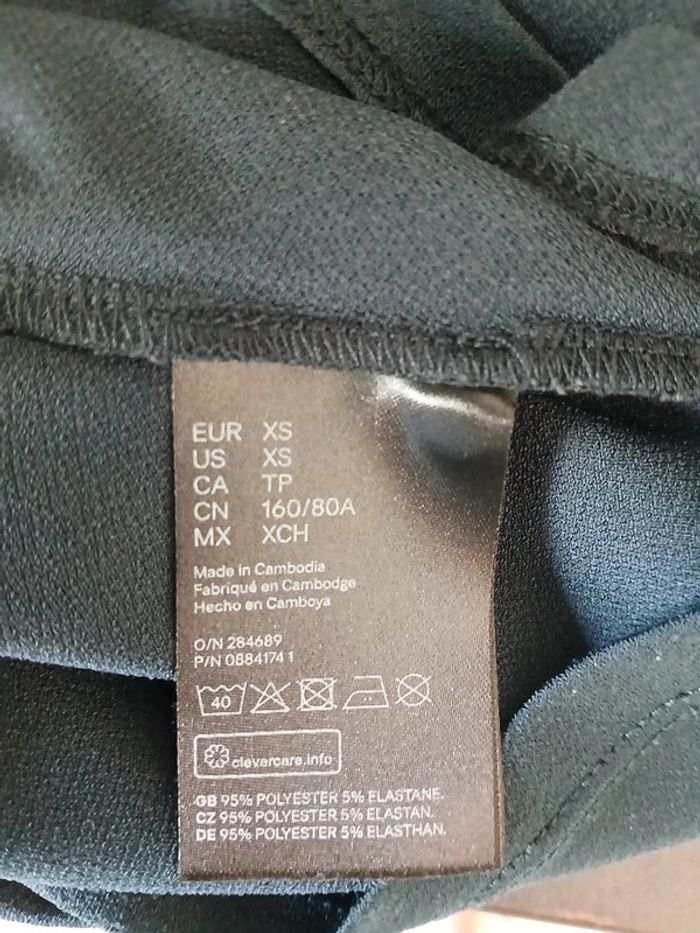 EUR XS
US XS
CA TP
CN 160/80A
MX XCH
Made in Cambodia
Fabriqué en Cambodge
Hecho en Camboya
O/N 284689
P/N 0884174 1
40
clevercare.info
GB 95% POLYESTER 5% ELASTANE.
CZ 95% POLYESTER 5% ELASTAN.
DE 95% POLYESTER 5% ELASTHAN.